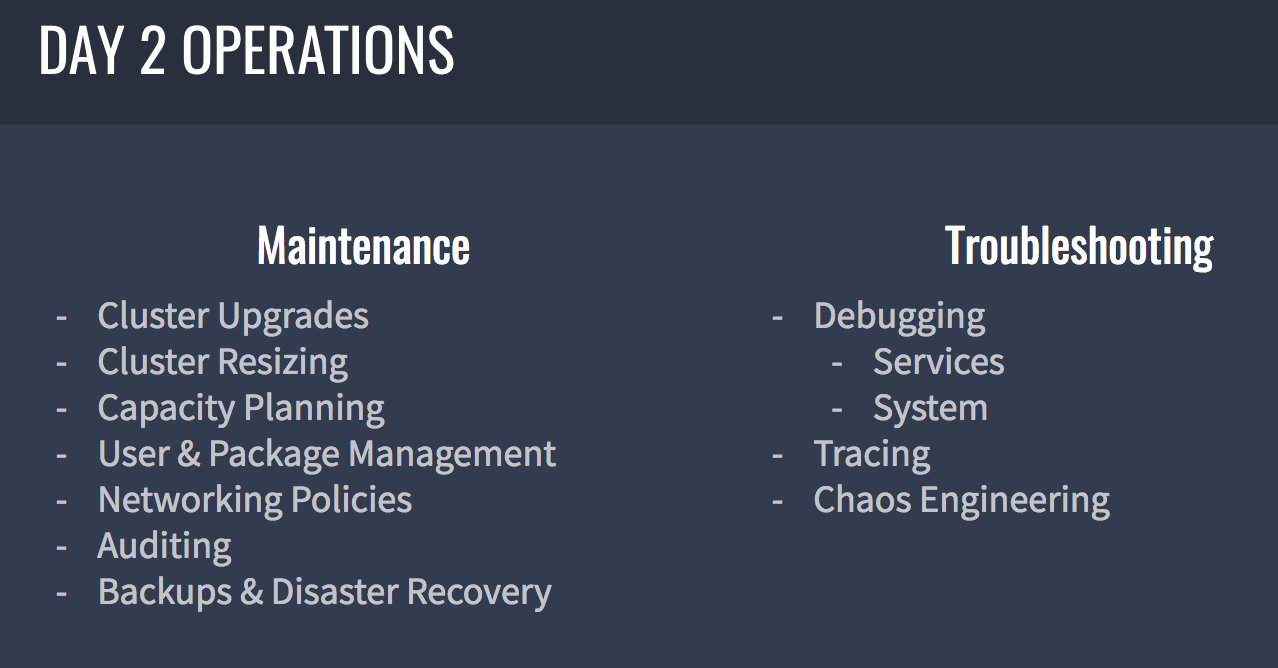 DAY 2 OPERATIONS
Maintenance
- Cluster Upgrades
- Cluster Resizing
- Capacity Planning
- User & Package Management
- Networking Policies
- Auditing
- Backups & Disaster Recovery
Troubleshooting
- Debugging
- Services
- System
- Tracing
- Chaos Engineering